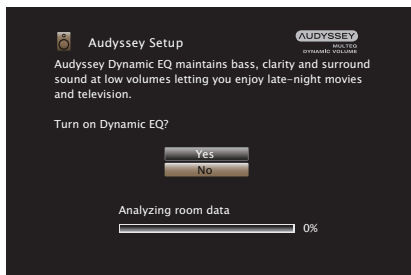 Audyssey Setup
AUDYSSEY
MULTEQ
DYNAMIC VOLUME
Audyssey Dynamic EQ maintains bass, clarity and surround
sound at low volumes letting you enjoy late-night movies
and television.
Turn on Dynamic EQ?
Yes
No
Analyzing room data
0%